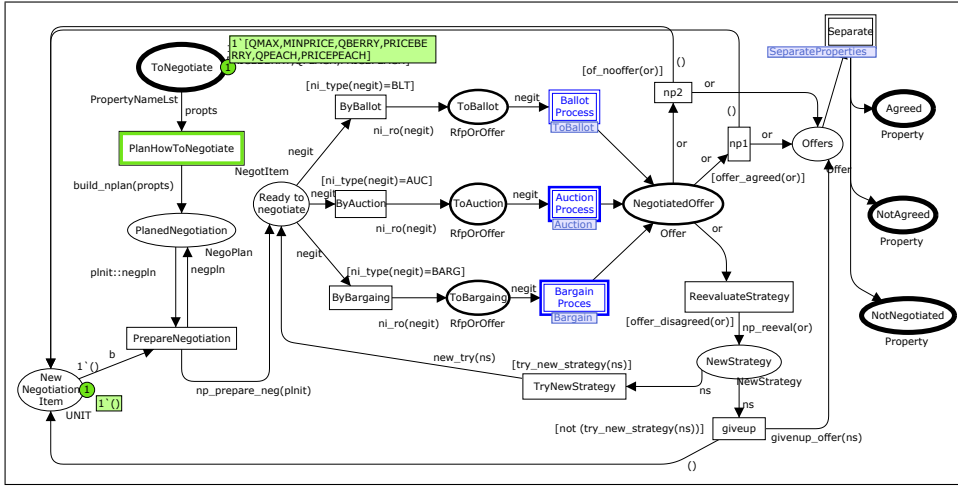 Separate
SeparateProperties
1`[QMAX,MINPRICE,QBERRY,PRICEBE
RRY,QPEACH,PRICEPEACH]
ToNegotiate
1
PropertyNameLst
propts
()
[of_nooffer(or)]
or
np2
()
[ni_type(negit)=BLT]
ByBallot
ToBallot
negit
Ballot
Process
ToBallot
ni_ro(negit)
RfpOrOffer
negit
Agreed
Property
PlanHowToNegotiate
or
np1
or
Offers
Offer
or
[offer_agreed(or)]
build_nplan(propts)
NegotItem
[ni_type(negit)=AUC]
Ready to
negotiate
negit
ByAuction
ToAuction
negit
Auction
Process
Auction
NegotiatedOffer
Offer
ni_ro(negit)
RfpOrOffer
NotAgreed
Property
PlanedNegotiation
NegoPlan
or
negit
plnit::negpln
negpln
[ni_type(negit)=BARG]
ByBargaing
ToBargaing
negit
Bargain
Proces
Bargain
ni_ro(negit)
RfpOrOffer
ReevaluateStrategy
[offer_disagreed(or)]
np_reeval(or)
NotNegotiated
Property
PrepareNegotiation
b
1`()
new_try(ns)
[try_new_strategy(ns)]
TryNewStrategy
NewStrategy
NewStrategy
ns
ns
New
Negotiation
Item
1
1`()
UNIT
np_prepare_neg(plnit)
[not (try_new_strategy(ns))]
giveup
givenup_offer(ns)
()